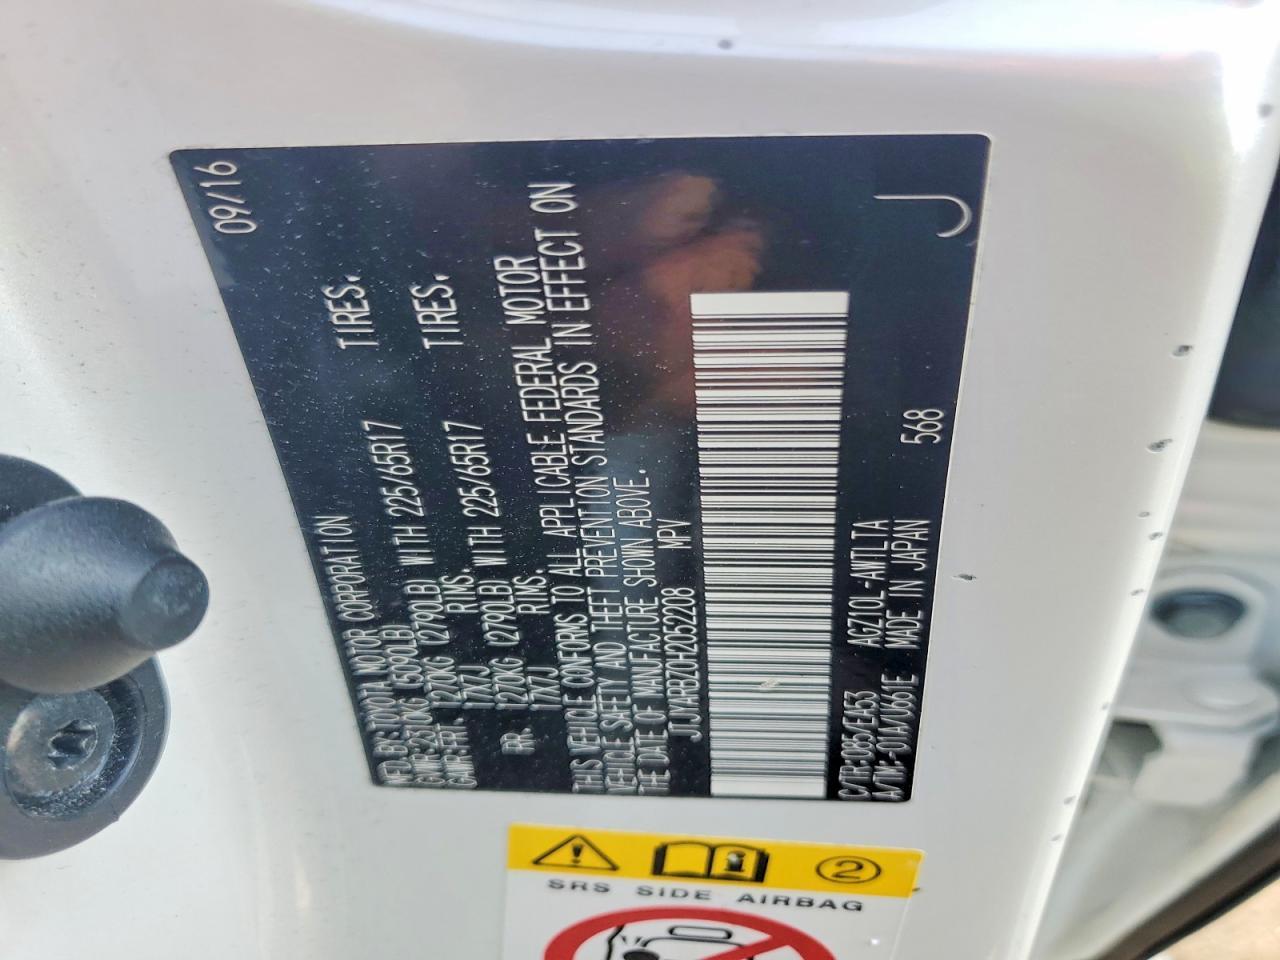 MFD. BY: TOYOTA MOTOR CORPORATION 09/16
GVWR: 2510KG (5590LB)
GAWR-FRT. 1270KG (2790LB) WITH 225/65R17 TIRES.
17X7J RIMS.
RR. 1270KG (2790LB) WITH 225/65R17 TIRES.
17X7J RIMS.
THIS VEHICLE CONFORMS TO ALL APPLICABLE FEDERAL MOTOR
VEHICLE SAFETY AND THEFT PREVENTION STANDARDS IN EFFECT ON
THE DATE OF MANUFACTURE SHOWN ABOVE.
JTJYARBZ0H2052208 MPV
C/TR:085/EA53 AGZ10L-AWTLTA 568 J
A/TM:-01A/U661E MADE IN JAPAN
2
SRS SIDE AIRBAG